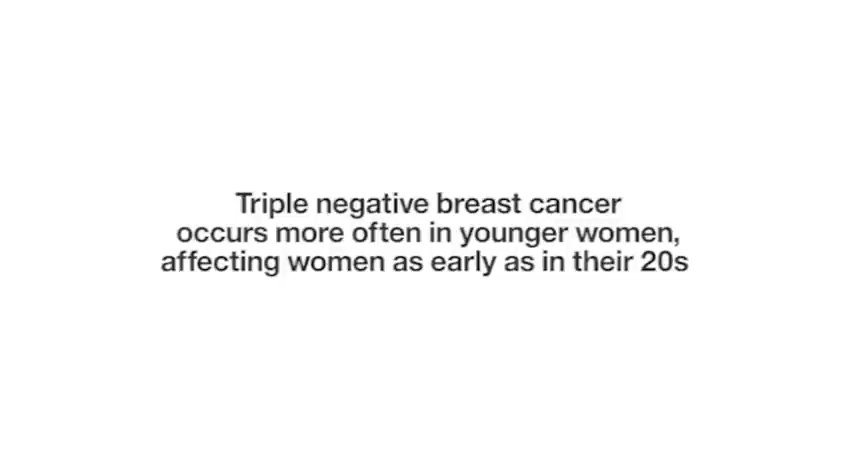 Triple negative breast cancer
occurs more often in younger women,
affecting women as early as in their 20s